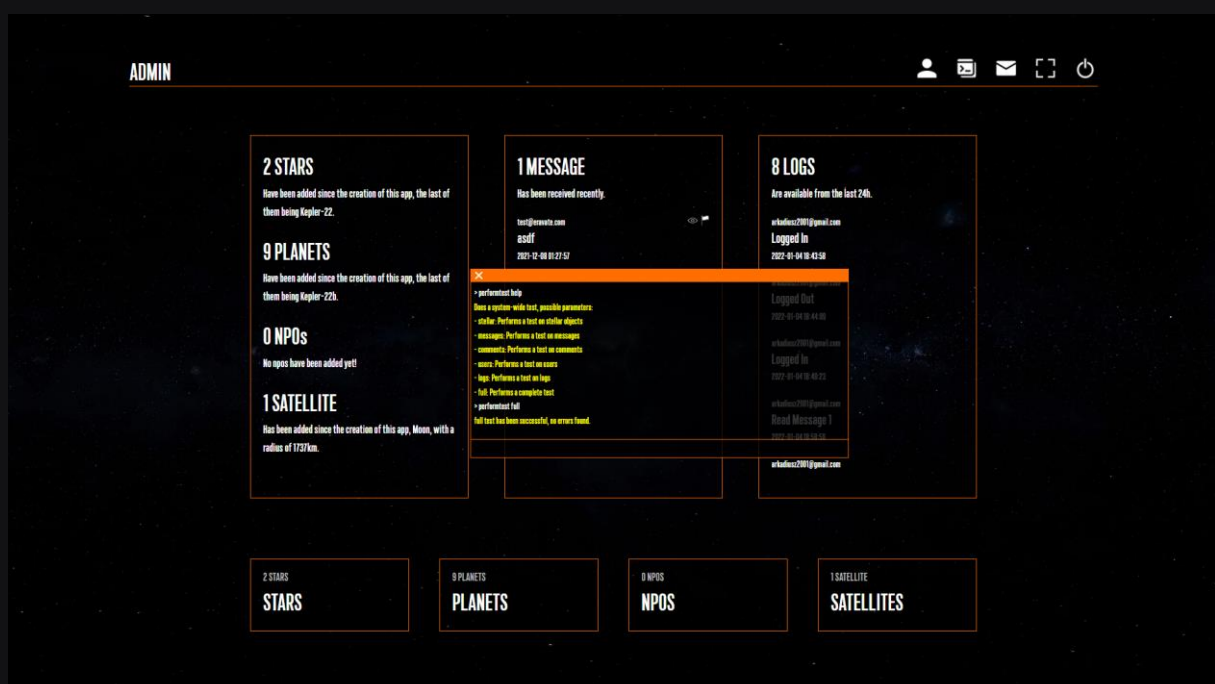 ADMIN
2 STARS
Have been added since the creation of this app, the last of
them being Kepler-22.
9 PLANETS
Have been added since the creation of this app, the last of
them being Kepler-22b.
0 NPOs
No npos have been added yet!
1 SATELLITE
Has been added since the creation of this app, Moon, with a
radius of 1737km.
1 MESSAGE
Has been received recently.
test@eravate.com
asdf
2021-12-08 01:27:57
8 LOGS
Are available from the last 24h.
arkadiusz2001@gmail.com
Logged In
2022-01-04 18:43:58
Logged Out
arkadiusz2001@gmail.com
Logged In
arkadiusz2001@gmail.com
Read Message 1
arkadiusz2001@gmail.com
> performtest help
Does a system-wide test, possible parameters:
- stellar: Performs a test on stellar objects
- messages: Performs a test on messages
- comments: Performs a test on comments
- users: Performs a test on users
- logs: Performs a test on logs
- full: Performs a complete test
> performtest full
full test has been successful, no errors found.
2 STARS
STARS
9 PLANETS
PLANETS
0 NPOS
NPOS
1 SATELLITE
SATELLITES